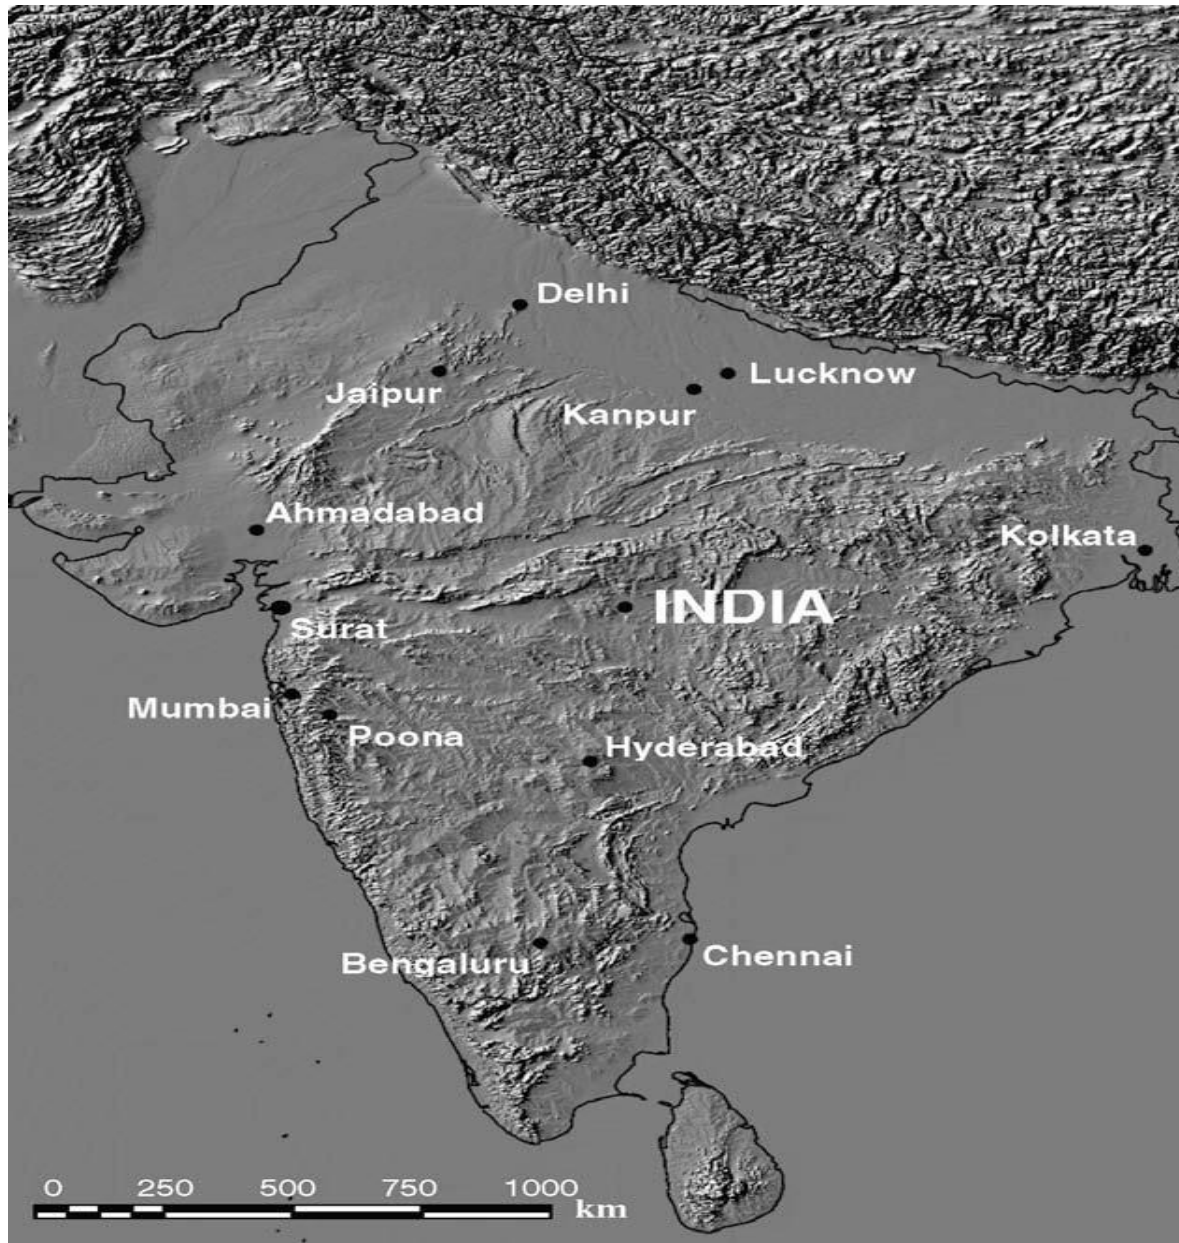 Delhi
Lucknow
Jaipur
Kanpur
Ahmadabad
Kolkata
INDIA
Surat
Mumbai
Poona
Hyderabad
Bengaluru
Chennai
0 250 500 750 1000
km